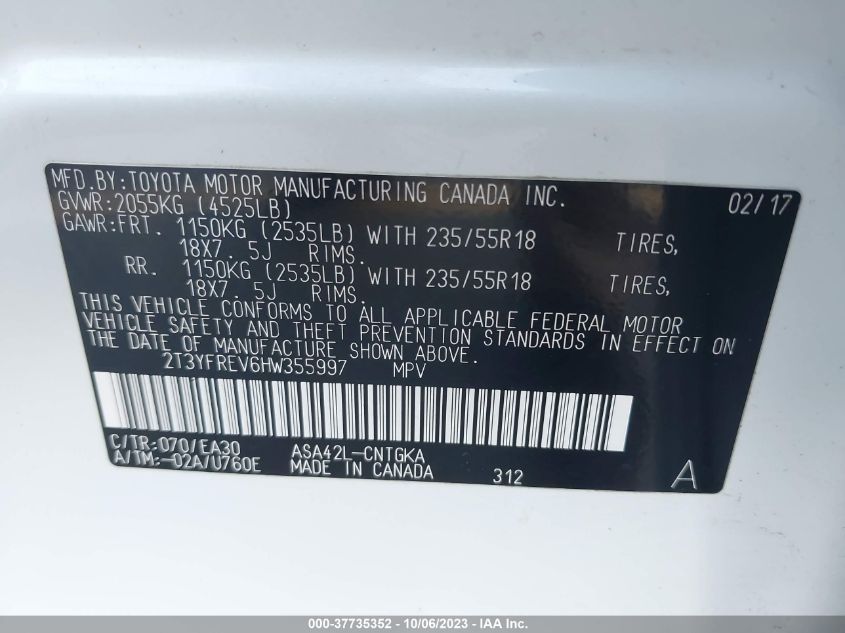 MFD.BY:TOYOTA MOTOR MANUFACTURING CANADA INC. 02/17
GVWR:2055KG (4525LB)
GAWR:FRT. 1150KG (2535LB) WITH 235/55R18 TIRES,
18X7.5J RIMS.
RR. 1150KG (2535LB) WITH 235/55R18 TIRES,
18X7.5J RIMS.
THIS VEHICLE CONFORMS TO ALL APPLICABLE FEDERAL MOTOR
VEHICLE SAFETY AND THEFT PREVENTION STANDARDS IN EFFECT ON
THE DATE OF MANUFACTURE SHOWN ABOVE.
2T3YFREV6HW355997 MPV
C/TR:070/EA30 ASA42L-CNTGKA
A/TM:-02A/U760E MADE IN CANADA 312 A
000-37735352 - 10/06/2023 - © IAA Inc.